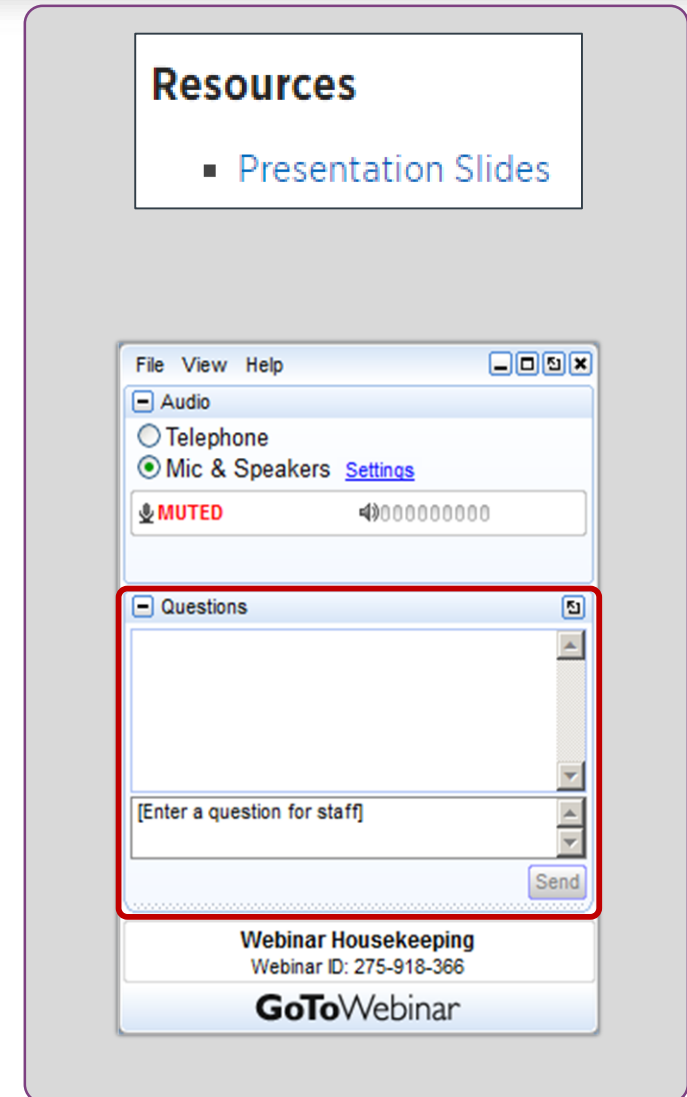 Resources
Presentation Slides
File View Help
Audio
Telephone
Mic & Speakers Settings
MUTED 000000000
Questions
[Enter a question for staff]
Send
Webinar Housekeeping
Webinar ID: 275-918-366
GoToWebinar